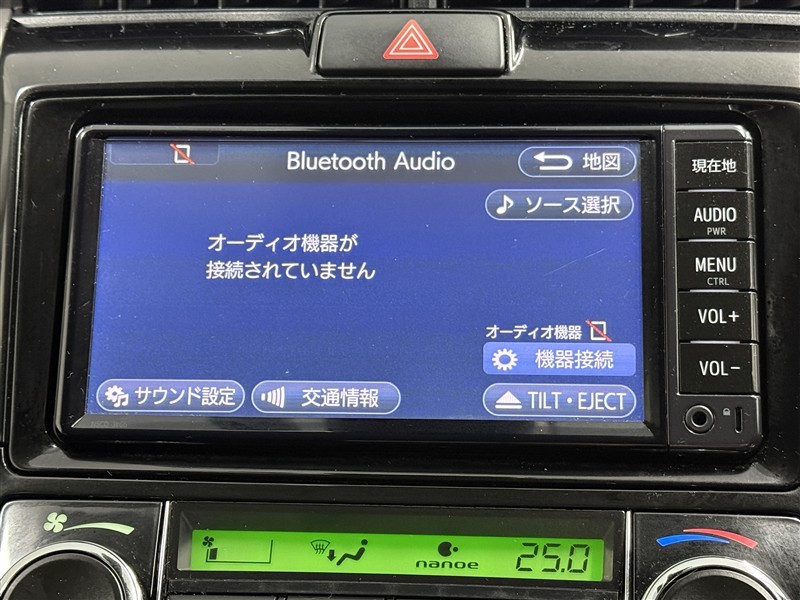 Bluetooth Audio
地図
現在地
ソース選択
AUDIO
PWR
オーディオ機器が
接続されていません
MENU
CTRL
VOL+
オーディオ機器
機器接続
VOL-
サウンド設定
交通情報
TILT・EJECT
nanoe
25.0